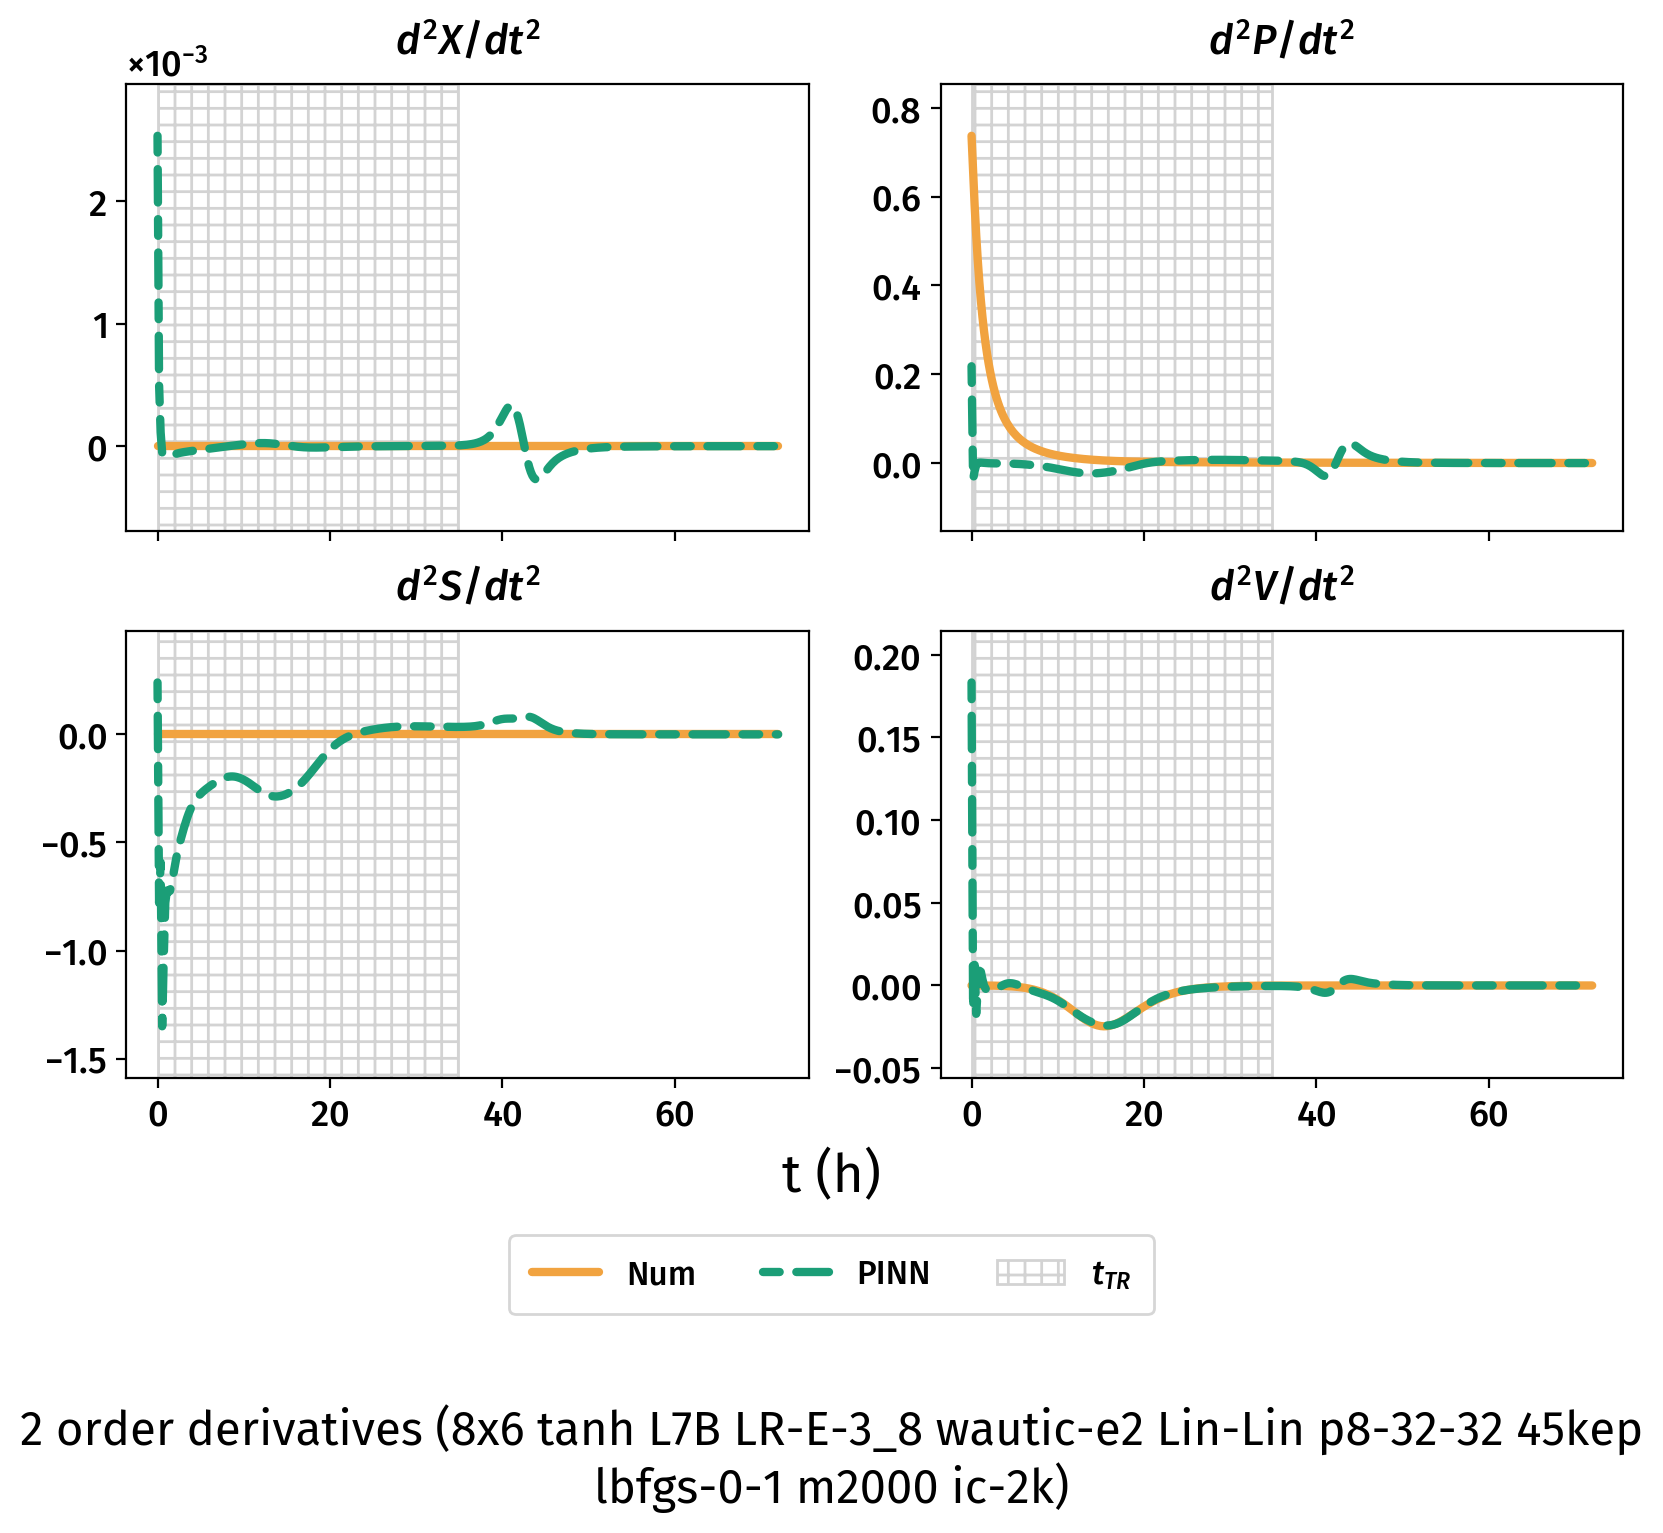 d²X/dt²
×10⁻³
2
1
0
d²P/dt²
0.8
0.6
0.4
0.2
0.0
d²S/dt²
0.0
−0.5
−1.0
−1.5
0 20 40 60
d²V/dt²
0.20
0.15
0.10
0.05
0.00
−0.05
0 20 40 60
t (h)
Num PINN t_TR
2 order derivatives (8x6 tanh L7B LR-E-3_8 wautic-e2 Lin-Lin p8-32-32 45kep
lbfgs-0-1 m2000 ic-2k)